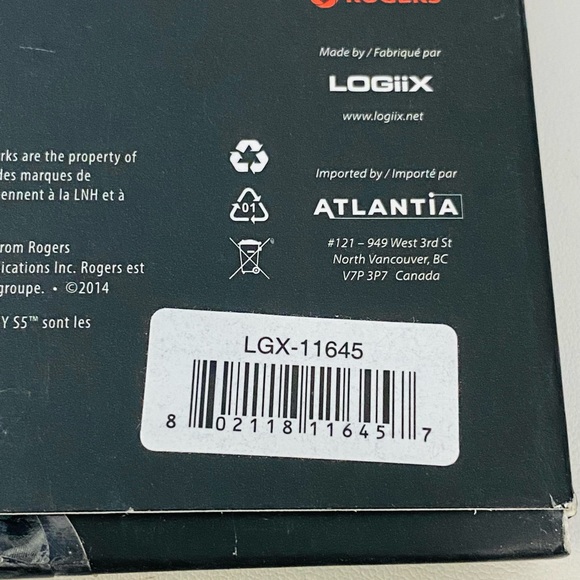 ROGERS
Made by / Fabriqué par
LOGiiX
www.logiix.net
rks are the property of
des marques de
ennent à la LNH et à
Imported by / Importé par
ATLANTiA
#121 – 949 West 3rd St
North Vancouver, BC
V7P 3P7 Canada
01
rom Rogers
ications Inc. Rogers est
groupe. • ©2014
Y S5™ sont les
LGX-11645
8 02118 11645 7